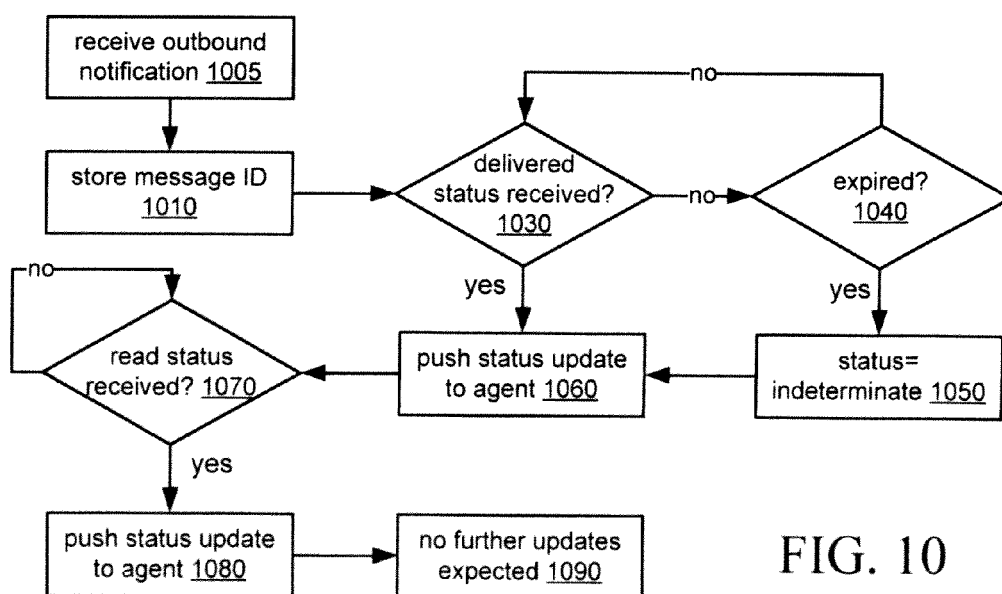 receive outbound
notification 1005
no
store message ID
1010
delivered
status received?
1030
no
expired?
1040
no
yes
yes
read status
received? 1070
push status update
to agent 1060
status=
indeterminate 1050
yes
push status update
to agent 1080
no further updates
expected 1090
FIG. 10